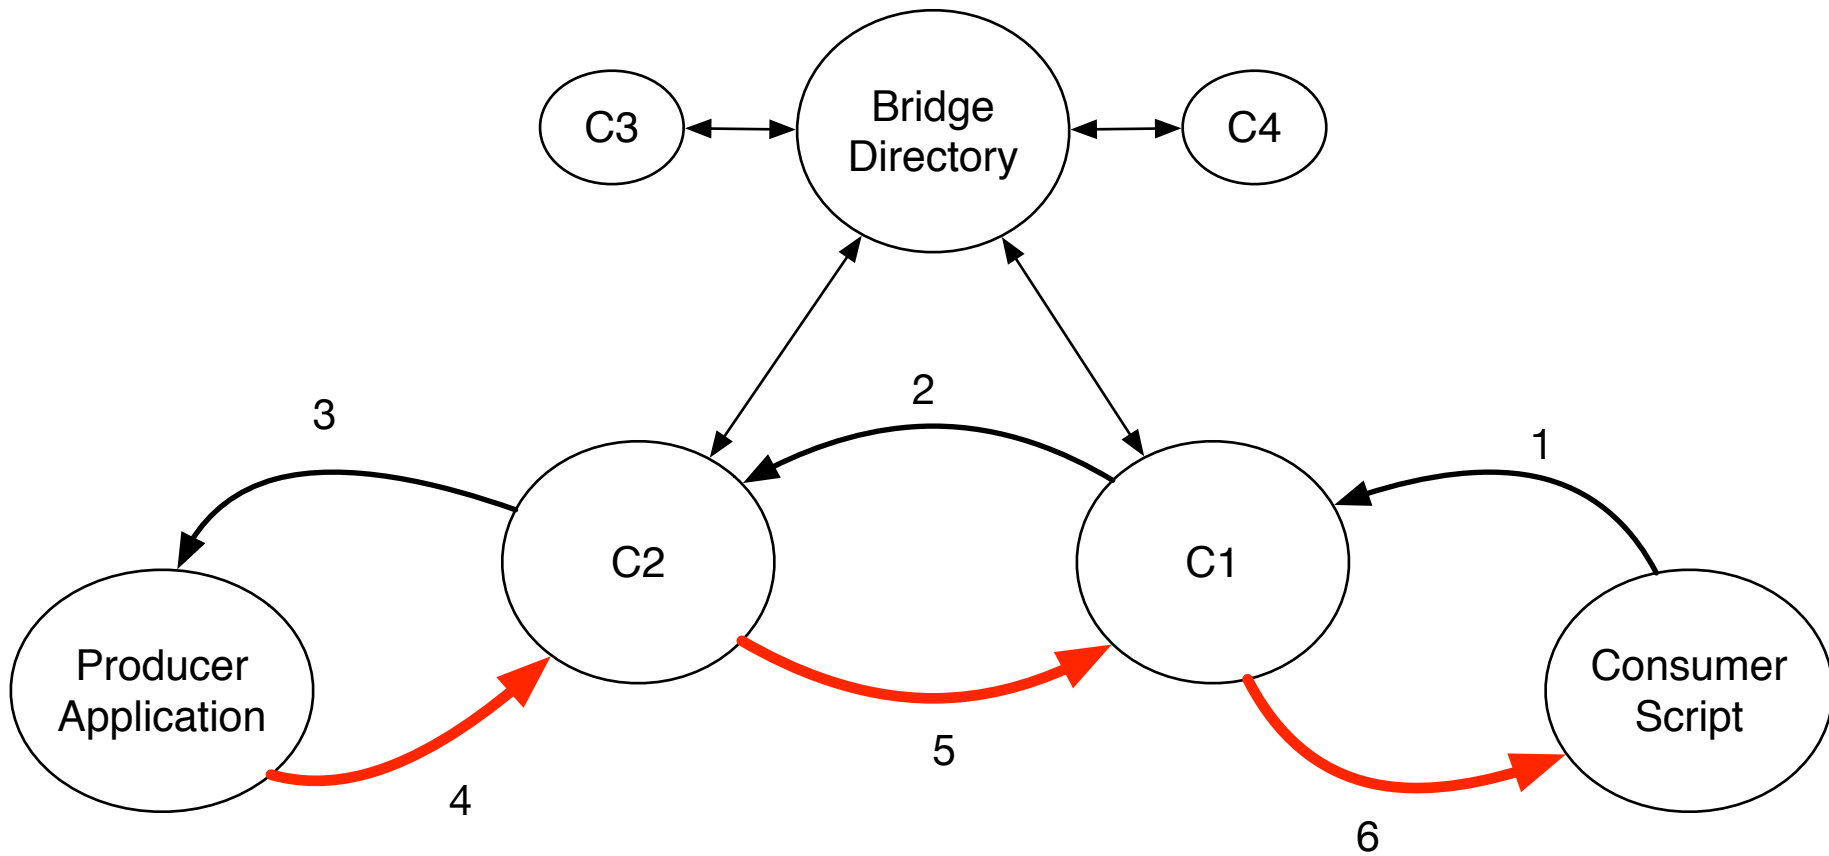 Bridge
Directory
C3
C4
2
3
1
C2
C1
Producer
Application
Consumer
Script
5
4
6